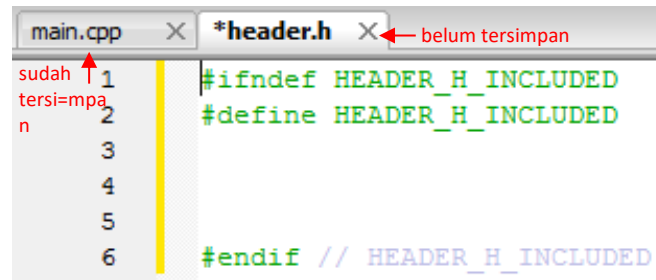 main.cpp
*header.h
belum tersimpan
sudah
tersi=mpa
n
1 #ifndef HEADER_H_INCLUDED
2 #define HEADER_H_INCLUDED
3
4
5
6 #endif // HEADER_H_INCLUDED